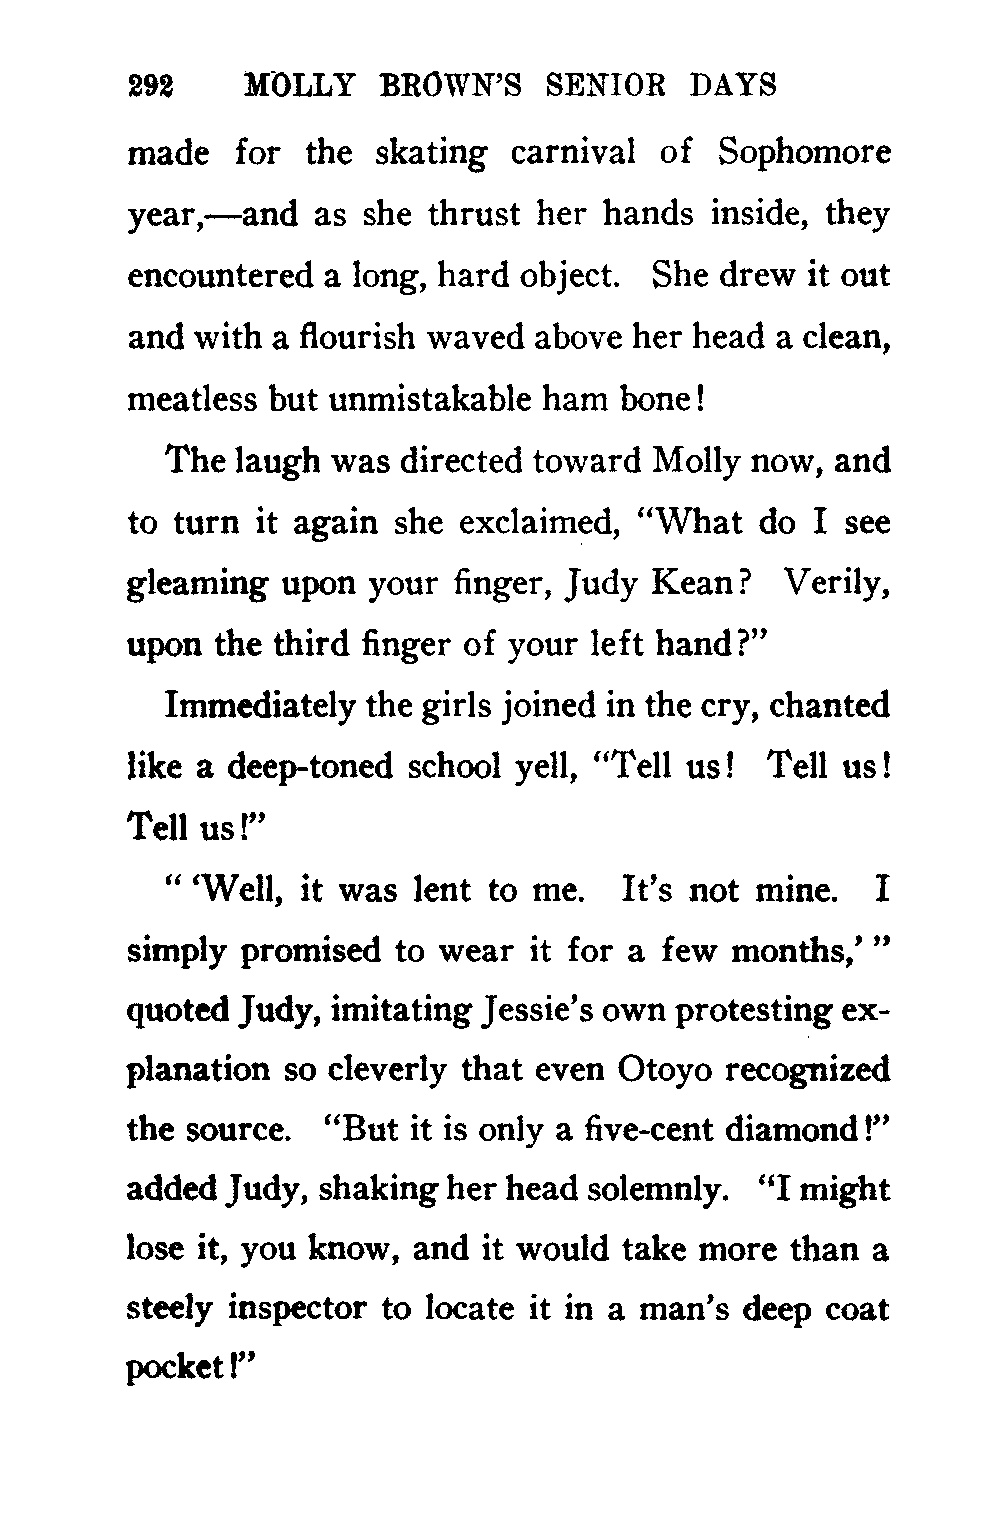 292 MOLLY BROWN'S SENIOR DAYS
made for the skating carnival of Sophomore
year,—and as she thrust her hands inside, they
encountered a long, hard object. She drew it out
and with a flourish waved above her head a clean,
meatless but unmistakable ham bone!
The laugh was directed toward Molly now, and
to turn it again she exclaimed, “What do I see
gleaming upon your finger, Judy Kean? Verily,
upon the third finger of your left hand?”
Immediately the girls joined in the cry, chanted
like a deep-toned school yell, “Tell us! Tell us!
Tell us!”
“ ‘Well, it was lent to me. It’s not mine. I
simply promised to wear it for a few months,’ ”
quoted Judy, imitating Jessie’s own protesting ex-
planation so cleverly that even Otoyo recognized
the source. “But it is only a five-cent diamond!”
added Judy, shaking her head solemnly. “I might
lose it, you know, and it would take more than a
steely inspector to locate it in a man’s deep coat
pocket!”